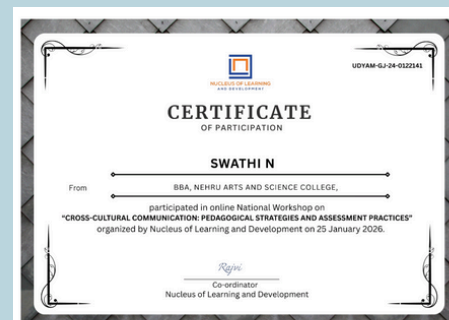 UDYAM-GJ-24-0122141
NUCLEUS OF LEARNING
AND DEVELOPMENT
CERTIFICATE
OF PARTICIPATION
SWATHI N
From
BBA, NEHRU ARTS AND SCIENCE COLLEGE,
participated in online National Workshop on
"CROSS-CULTURAL COMMUNICATION: PEDAGOGICAL STRATEGIES AND ASSESSMENT PRACTICES"
organized by Nucleus of Learning and Development on 25 January 2026.
Rajni
Co-ordinator
Nucleus of Learning and Development